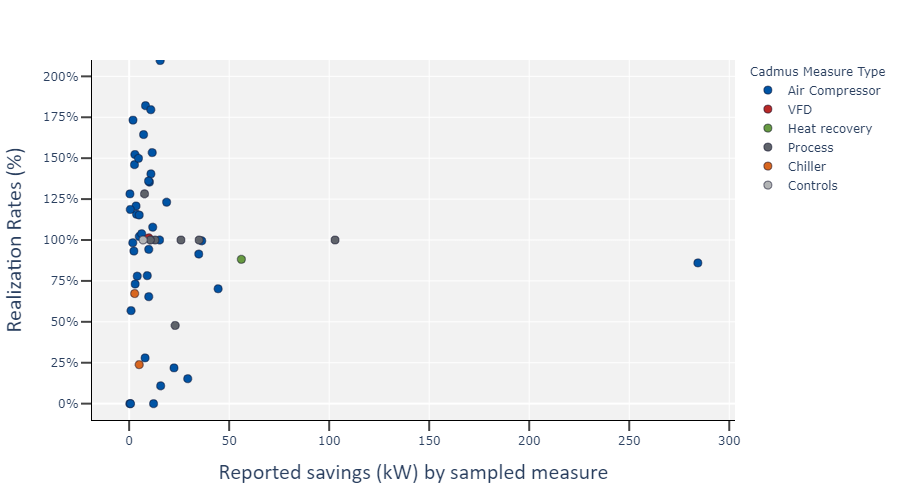 200%
175%
150%
125%
100%
75%
50%
25%
0%
0 50 100 150 200 250 300
Realization Rates (%)
Reported savings (kW) by sampled measure
Cadmus Measure Type
Air Compressor
VFD
Heat recovery
Process
Chiller
Controls